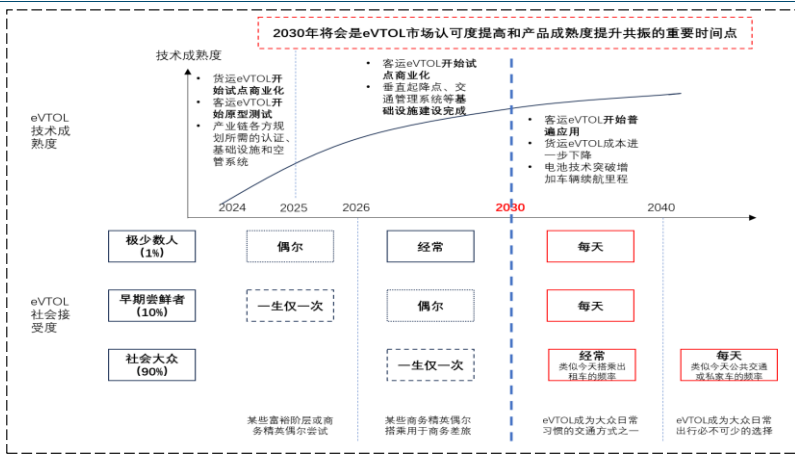 2030年将会是eVTOL市场认可度提高和产品成熟度提升共振的重要时间点
技术成熟度
eVTOL
技术成
熟度
• 货运eVTOL开
始试点商业化
• 客运eVTOL开
始原型测试
• 产业链各方规
划所需的认证、
基础设施和空
管系统
• 客运eVTOL开始试
点商业化
• 垂直起降点、交
通管理系统等基
础设施建设完成
• 客运eVTOL开始普
遍应用
• 货运eVTOL成本进
一步下降
• 电池技术突破增
加车辆续航里程
2024
2025
2026
2030
2040
eVTOL
社会接
受度
极少数人
(1%)
偶尔
经常
每天
早期尝鲜者
(10%)
一生仅一次
偶尔
每天
社会大众
(90%)
一生仅一次
经常
类似今天搭乘出
租车的频率
每天
类似今天公共交通
或私家车的频率
某些富裕阶层或商
务精英偶尔尝试
某些商务精英偶尔
搭乘用于商务差旅
eVTOL成为大众日常
习惯的交通方式之一
eVTOL成为大众日常
出行必不可少的选择